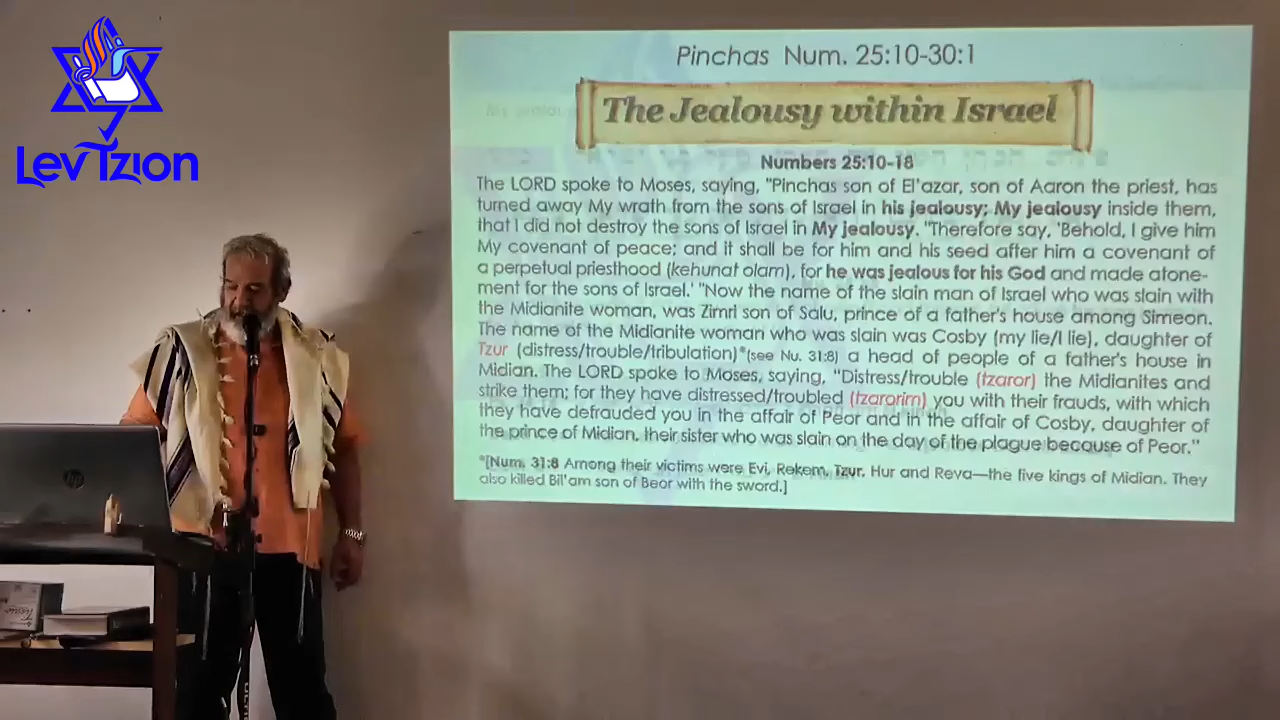 Lev Tzion
Pinchas Num. 25:10-30:1
The Jealousy within Israel
Numbers 25:10-18
The LORD spoke to Moses, saying, "Pinchas son of El'azar, son of Aaron the priest, has
turned away My wrath from the sons of Israel in his jealousy; My jealousy inside them,
that I did not destroy the sons of Israel in My jealousy. "Therefore say, 'Behold, I give him
My covenant of peace; and it shall be for him and his seed after him a covenant of
a perpetual priesthood (kehunat olam), for he was jealous for his God and made atone-
ment for the sons of Israel.' "Now the name of the slain man of Israel who was slain with
the Midianite woman, was Zimri son of Salu, prince of a father's house among Simeon.
The name of the Midianite woman who was slain was Cosby (my lie/I lie), daughter of
Tzur (distress/trouble/tribulation)*(see Nu. 31:8) a head of people of a father's house in
Midian. The LORD spoke to Moses, saying, "Distress/trouble (tzaror) the Midianites and
strike them; for they have distressed/troubled (tzararim) you with their frauds, with which
they have defrauded you in the affair of Peor and in the affair of Cosby, daughter of
the prince of Midian, their sister who was slain on the day of the plague because of Peor."
*[Num. 31:8 Among their victims were Evi, Rekem, Tzur, Hur and Reva—the five kings of Midian. They
also killed Bil'am son of Beor with the sword.]
hp